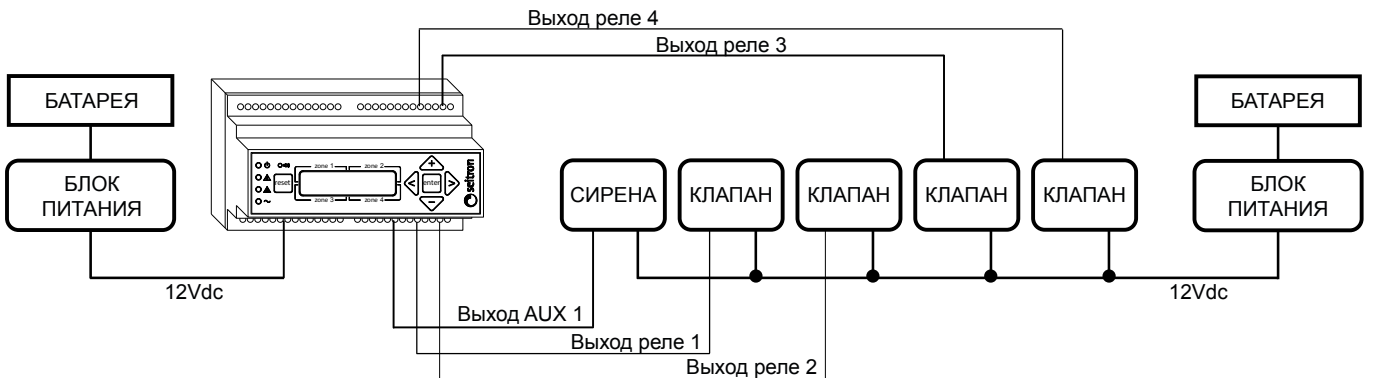 Выход реле 4
Выход реле 3
БАТАРЕЯ
БАТАРЕЯ
zone 1
zone 2
reset
enter
seitron
zone 3
zone 4
БЛОК
ПИТАНИЯ
СИРЕНА
КЛАПАН
КЛАПАН
КЛАПАН
КЛАПАН
БЛОК
ПИТАНИЯ
12Vdc
12Vdc
Выход AUX 1
Выход реле 1
Выход реле 2